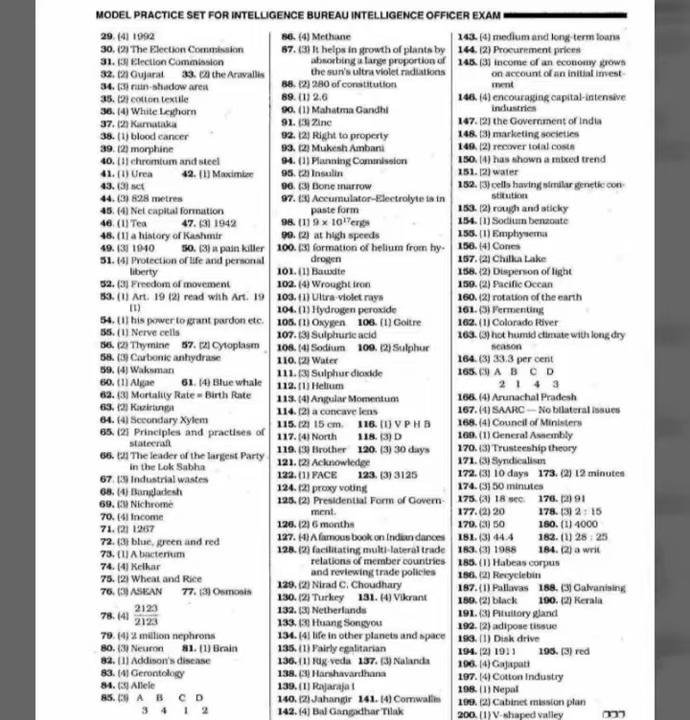 MODEL PRACTICE SET FOR INTELLIGENCE BUREAU INTELLIGENCE OFFICER EXAM
29. (4) 1992
30. (2) The Election Commission
31. (3) Election Commission
32. (2) Gujarat 33. (2) the Aravallis
34. (3) rain-shadow area
35. (2) cotton textile
36. (4) White Leghorn
37. (2) Karnataka
38. (1) blood cancer
39. (2) morphine
40. (1) chromium and steel
41. (1) Urea 42. (1) Maximize
43. (3) sct
44. (3) 828 metres
45. (4) Net capital formation
46. (1) Tea 47. (3) 1942
48. (1) a history of Kashmir
49. (3) 1940 50. (3) a pain killer
51. (4) Protection of life and personal
liberty
52. (3) Freedom of movement
53. (1) Art. 19 (2) read with Art. 19
(1)
54. (1) his power to grant pardon etc.
55. (1) Nerve cells
56. (2) Thymine 57. (2) Cytoplasm
58. (3) Carbonic anhydrase
59. (4) Waksman
60. (1) Algae 61. (4) Blue whale
62. (3) Mortality Rate = Birth Rate
63. (2) Kaziranga
64. (4) Secondary Xylem
65. (2) Principles and practises of
statecraft
66. (2) The leader of the largest Party
in the Lok Sabha
67. (3) Industrial wastes
68. (4) Bangladesh
69. (3) Nichrome
70. (4) Income
71. (2) 1267
72. (3) blue, green and red
73. (1) A bacterium
74. (4) Kelkar
75. (2) Wheat and Rice
76. (3) ASEAN 77. (3) Osmosis
78. (4) 2123
2123
79. (4) 2 million nephrons
80. (3) Neuron 81. (1) Brain
82. (1) Addison's disease
83. (4) Gerontology
84. (3) Allele
85. (3) A B C D
3 4 1 2
86. (4) Methane
87. (3) It helps in growth of plants by
absorbing a large proportion of
the sun's ultra violet radiations
88. (2) 280 of constitution
89. (1) 2.6
90. (1) Mahatma Gandhi
91. (3) Zinc
92. (2) Right to property
93. (2) Mukesh Ambani
94. (1) Planning Commission
95. (2) Insulin
96. (3) Bone marrow
97. (3) Accumulator–Electrolyte is in
paste form
98. (1) 9 × 10¹⁷ergs
99. (2) at high speeds
100. (3) formation of helium from hy-
drogen
101. (1) Bauxite
102. (4) Wrought iron
103. (1) Ultra-violet rays
104. (1) Hydrogen peroxide
105. (1) Oxygen 106. (1) Goitre
107. (3) Sulphuric acid
108. (4) Sodium 109. (2) Sulphur
110. (2) Water
111. (3) Sulphur dioxide
112. (1) Helium
113. (4) Angular Momentum
114. (2) a concave lens
115. (2) 15 cm. 116. (1) V P H B
117. (4) North 118. (3) D
119. (3) Brother 120. (3) 30 days
121. (2) Acknowledge
122. (1) FACE 123. (3) 3125
124. (2) proxy voting
125. (2) Presidential Form of Govern-
ment.
126. (2) 6 months
127. (4) A famous book on Indian dances
128. (2) facilitating multi-lateral trade
relations of member countries
and reviewing trade policies
129. (2) Nirad C. Choudhary
130. (2) Turkey 131. (4) Vikrant
132. (3) Netherlands
133. (3) Huang Songyou
134. (4) life in other planets and space
135. (1) Fairly egalitarian
136. (1) Rig veda 137. (3) Nalanda
138. (3) Harshavardhana
139. (1) Rajaraja I
140. (2) Jahangir 141. (4) Cornwallis
142. (4) Bal Gangadhar Tilak
143. (4) medium and long-term loans
144. (2) Procurement prices
145. (3) income of an economy grows
on account of an initial invest-
ment
146. (4) encouraging capital-intensive
industries
147. (2) the Government of India
148. (3) marketing societies
149. (2) recover total costs
150. (4) has shown a mixed trend
151. (2) water
152. (3) cells having similar genetic con-
stitution
153. (2) rough and sticky
154. (1) Sodium benzoate
155. (1) Emphysema
156. (4) Cones
157. (2) Chilka Lake
158. (2) Disperson of light
159. (2) Pacific Ocean
160. (2) rotation of the earth
161. (3) Fermenting
162. (1) Colorado River
163. (2) hot humid climate with long dry
season
164. (3) 33.3 per cent
165. (3) A B C D
2 1 4 3
166. (4) Arunachal Pradesh
167. (4) SAARC — No bilateral issues
168. (4) Council of Ministers
169. (1) General Assembly
170. (3) Trusteeship theory
171. (3) Syndicalism
172. (3) 10 days 173. (2) 12 minutes
174. (3) 50 minutes
175. (3) 18 sec. 176. (2) 91
177. (2) 20 178. (3) 2 : 15
179. (3) 50 180. (1) 4000
181. (3) 44.4 182. (1) 28 : 25
183. (3) 1988 184. (2) a writ
185. (1) Habeas corpus
186. (2) Recyclebin
187. (1) Pallavas 188. (3) Galvanising
189. (2) black 190. (2) Kerala
191. (3) Pituitory gland
192. (2) adipose tissue
193. (1) Disk drive
194. (2) 1911 195. (3) red
196. (4) Gajapati
197. (4) Cotton Industry
198. (1) Nepal
199. (2) Cabinet mission plan
200. (1) V-shaped valley